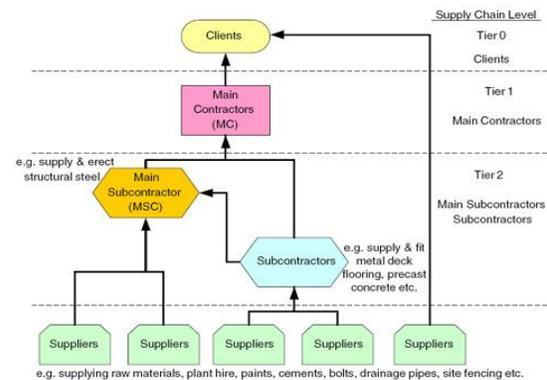 Supply Chain Level
Clients
Tier 0
Clients
Main
Contractors
(MC)
Tier 1
Main Contractors
e.g. supply & erect
structural steel
Main
Subcontractor
(MSC)
Tier 2
Main Subcontractors
Subcontractors
Subcontractors
e.g. supply & fit
metal deck
flooring, precast
concrete etc.
Suppliers
Suppliers
Suppliers
Suppliers
Suppliers
e.g. supplying raw materials, plant hire, paints, cements, bolts, drainage pipes, site fencing etc.